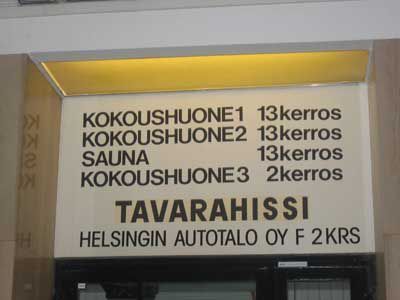 KOKOUSHUONE1 13kerros
KOKOUSHUONE2 13kerros
SAUNA 13kerros
KOKOUSHUONE3 2kerros
TAVARAHISSI
HELSINGIN AUTOTALO OY F 2KRS